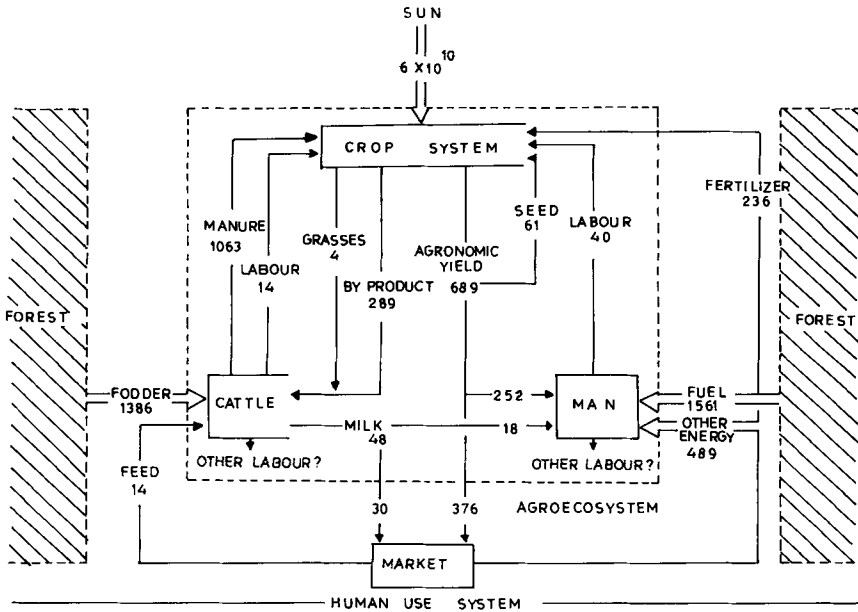 SUN
6 X 10^10
CROP SYSTEM
MANURE
1063
LABOUR
14
GRASSES
4
BY PRODUCT
289
AGRONOMIC
YIELD
689
SEED
61
LABOUR
40
FERTILIZER
236
FOREST
FOREST
FODDER
1386
CATTLE
252
MAN
FUEL
1561
MILK
48
18
OTHER
ENERGY
489
FEED
14
OTHER LABOUR?
OTHER LABOUR?
30
376
AGROECOSYSTEM
MARKET
HUMAN USE SYSTEM